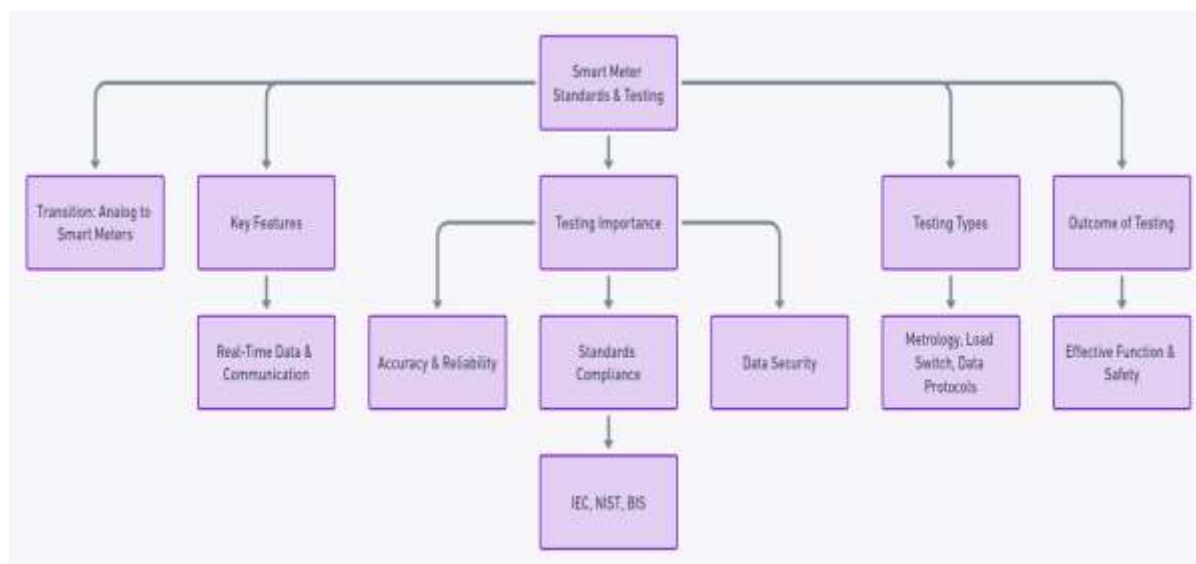 Smart Meter
Standards & Testing
Transition: Analog to
Smart Meters
Key Features
Testing Importance
Testing Types
Outcome of Testing
Real-Time Data &
Communication
Accuracy & Reliability
Standards
Compliance
Data Security
Metrology, Load
Switch, Data
Protocols
Effective Function &
Safety
IEC, NIST, BIS